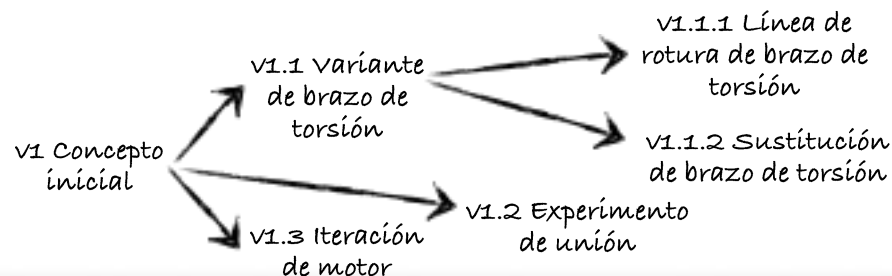 v1 Concepto
inicial
v1.1 Variante
de brazo de
torsión
v1.1.1 Línea de
rotura de brazo de
torsión
v1.1.2 Sustitución
de brazo de torsión
v1.2 Experimento
de unión
v1.3 Iteración
de motor